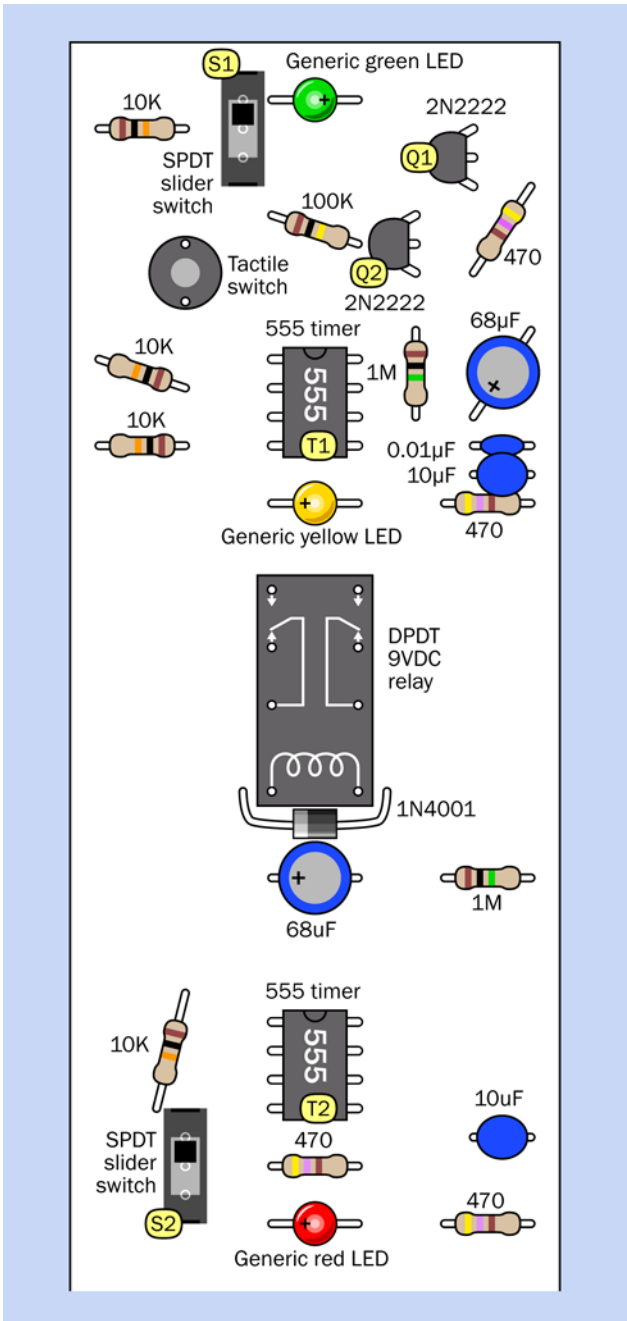 S1
Generic green LED
10K
2N2222
Q1
SPDT
slider
switch
100K
470
Q2
Tactile
switch
2N2222
555 timer
68µF
10K
1M
555
T1
10K
0.01µF
10µF
470
Generic yellow LED
DPDT
9VDC
relay
1N4001
68uF
1M
555 timer
10K
555
T2
10uF
SPDT
slider
switch
470
470
S2
Generic red LED